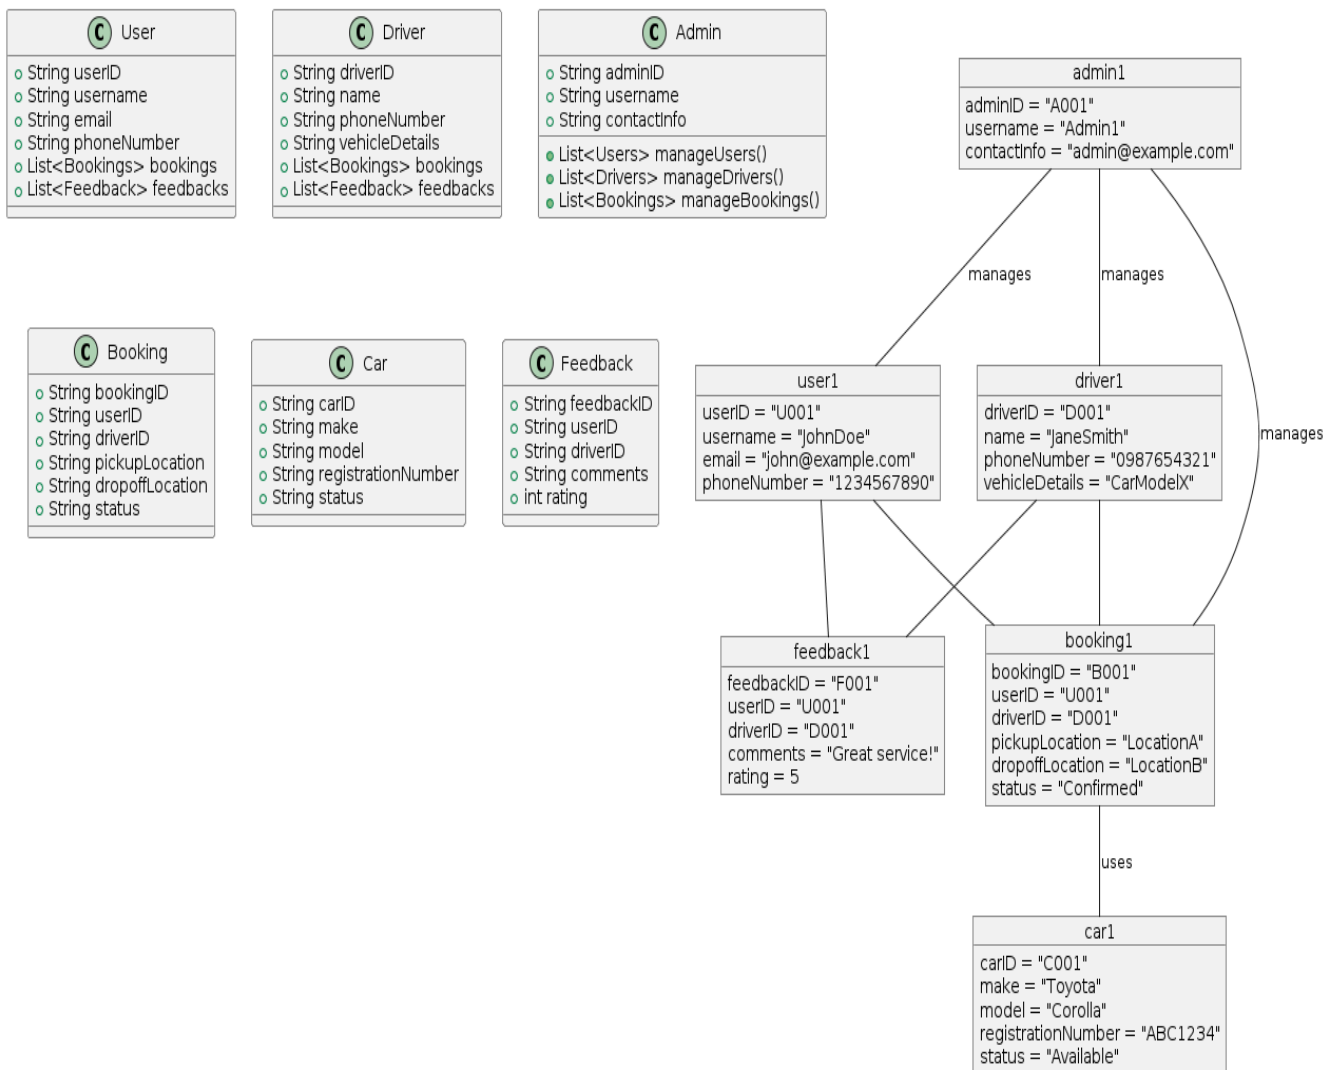 C User
String userID
String username
String email
String phoneNumber
List<Bookings> bookings
List<Feedback> feedbacks
C Driver
String driverID
String name
String phoneNumber
String vehicleDetails
List<Bookings> bookings
List<Feedback> feedbacks
C Admin
String adminID
String username
String contactInfo
List<Users> manageUsers()
List<Drivers> manageDrivers()
List<Bookings> manageBookings()
admin1
adminID = "A001"
username = "Admin1"
contactInfo = "admin@example.com"
manages
manages
manages
C Booking
String bookingID
String userID
String driverID
String pickupLocation
String dropoffLocation
String status
C Car
String carID
String make
String model
String registrationNumber
String status
C Feedback
String feedbackID
String userID
String driverID
String comments
int rating
user1
userID = "U001"
username = "JohnDoe"
email = "john@example.com"
phoneNumber = "1234567890"
driver1
driverID = "D001"
name = "JaneSmith"
phoneNumber = "0987654321"
vehicleDetails = "CarModelX"
feedback1
feedbackID = "F001"
userID = "U001"
driverID = "D001"
comments = "Great service!"
rating = 5
booking1
bookingID = "B001"
userID = "U001"
driverID = "D001"
pickupLocation = "LocationA"
dropoffLocation = "LocationB"
status = "Confirmed"
uses
car1
carID = "C001"
make = "Toyota"
model = "Corolla"
registrationNumber = "ABC1234"
status = "Available"